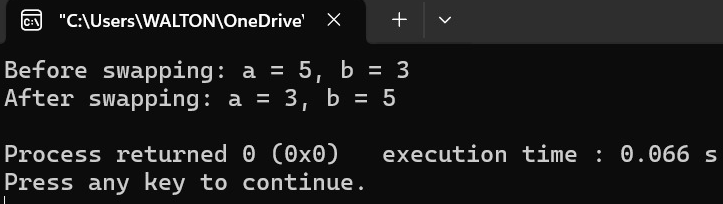 "C:\Users\WALTON\OneDrive'
Before swapping: a = 5, b = 3
After swapping: a = 3, b = 5
Process returned 0 (0x0)   execution time : 0.066 s
Press any key to continue.